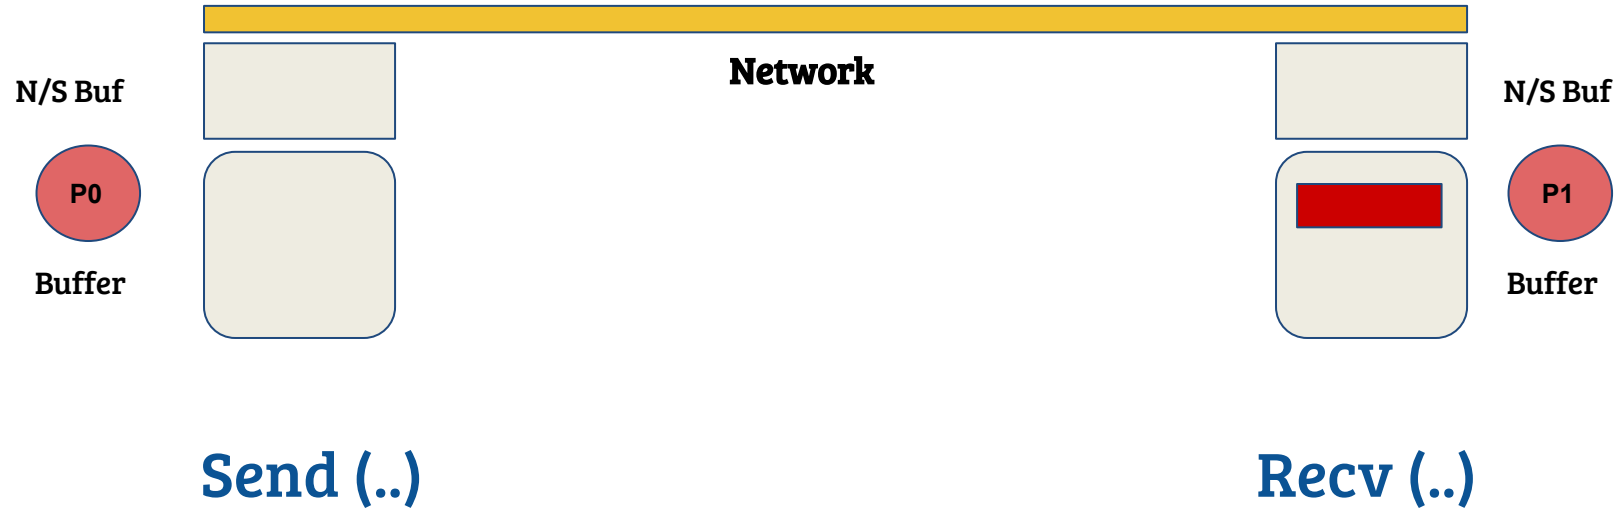 Network
N/S Buf
N/S Buf
P0
P1
Buffer
Buffer
Send (..)
Recv (..)